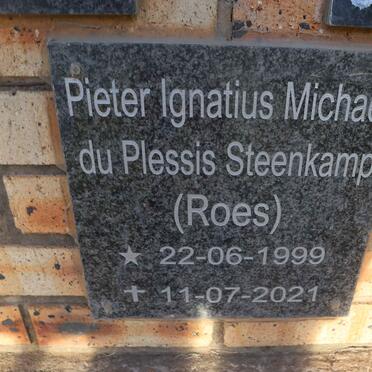 Pieter Ignatius Michae
du Plessis Steenkamp
(Roes)
★ 22-06-1999
✝ 11-07-2021